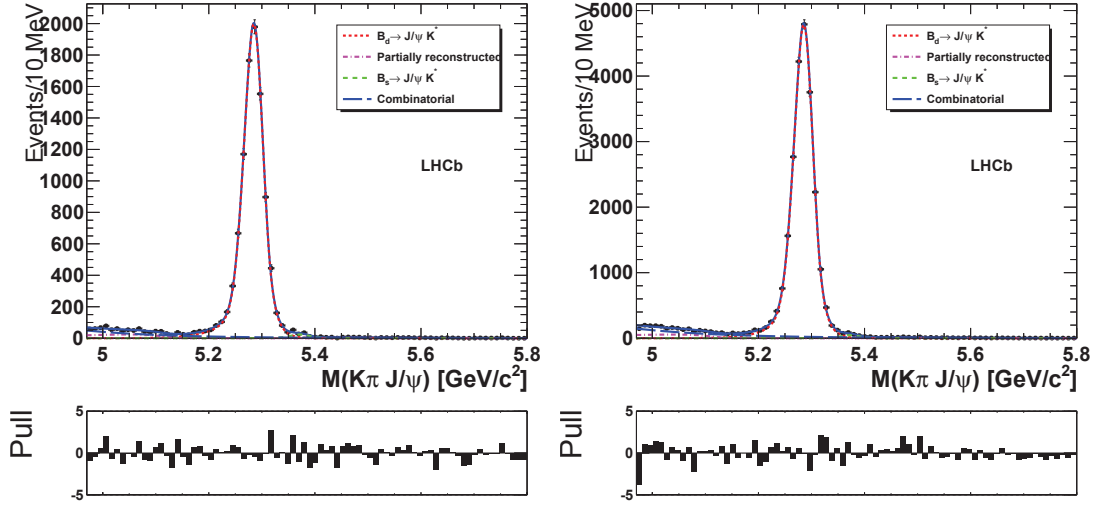 Events/10 MeV
2000
1800
1600
1400
1200
1000
800
600
400
200
0
B_d → J/ψ K^*
Partially reconstructed
B_s → J/ψ K^*
Combinatorial
LHCb
5 5.2 5.4 5.6 5.8
M(Kπ J/ψ) [GeV/c²]
Pull
5
0
-5
Events/10 MeV
5000
4000
3000
2000
1000
0
B_d → J/ψ K^*
Partially reconstructed
B_s → J/ψ K^*
Combinatorial
LHCb
5 5.2 5.4 5.6 5.8
M(Kπ J/ψ) [GeV/c²]
Pull
5
0
-5